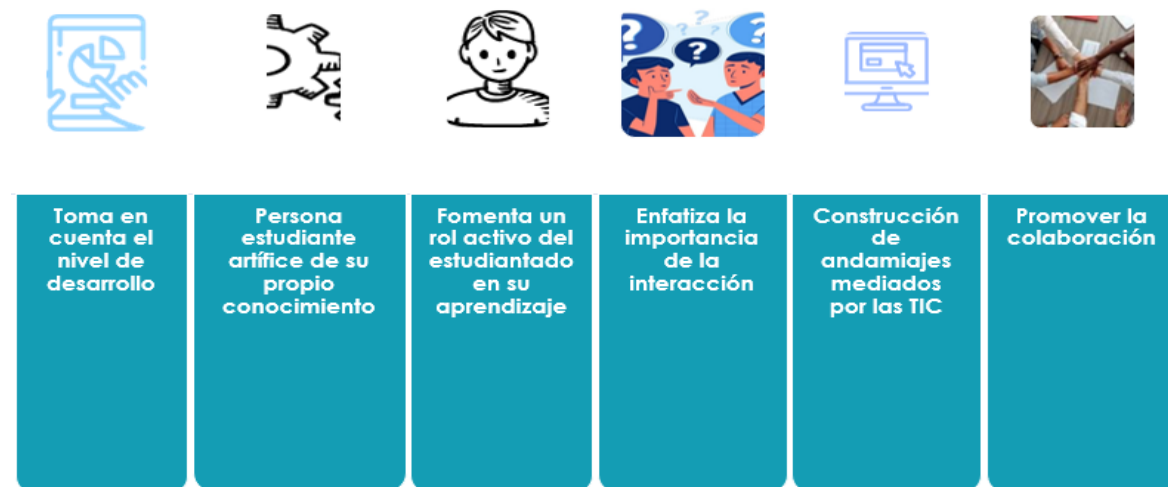 Toma en
cuenta el
nivel de
desarrollo
Persona
estudiante
artífice de su
propio
conocimiento
Fomenta un
rol activo del
estudiantado
en su
aprendizaje
Enfatiza la
importancia
de la
interacción
Construcción
de
andamiajes
mediados
por las TIC
Promover la
colaboración